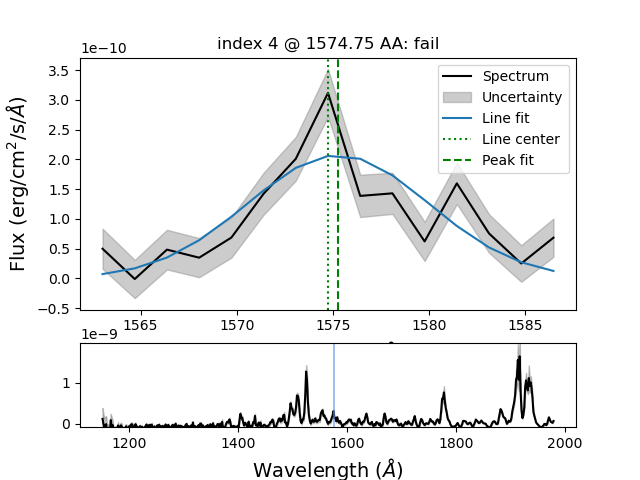 index 4 @ 1574.75 AA: fail
1e−10
Flux (erg/cm²/s/Å)
3.5
3.0
2.5
2.0
1.5
1.0
0.5
0.0
−0.5
Spectrum
Uncertainty
Line fit
Line center
Peak fit
1565 1570 1575 1580 1585
1e−9
1
0
1200 1400 1600 1800 2000
Wavelength (Å)